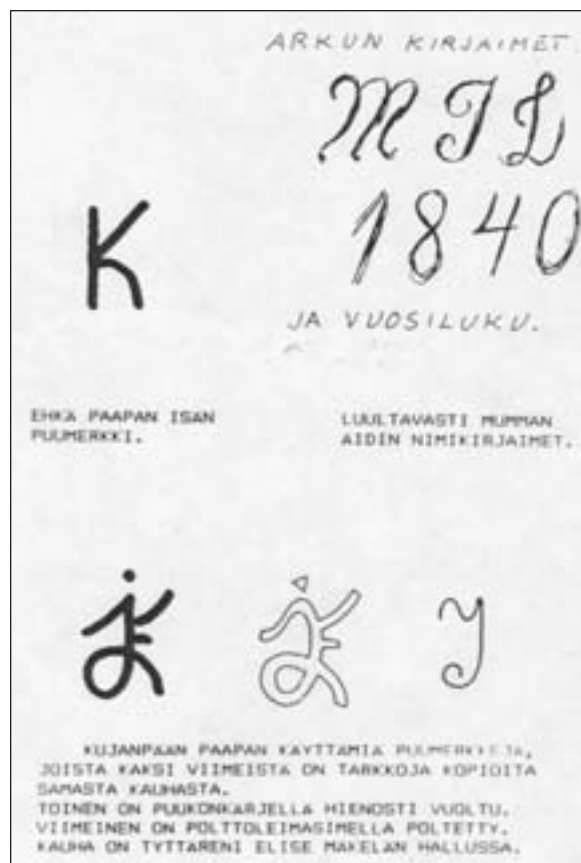 ARKUN KIRJAIMET.
MJL
1840
K
JA VUOSILUKU.
EHKA PAAPAN ISAN
PUUMERKKI.
LUULTAVASTI MUMMAN
AIDIN NIMIKIRJAIMET.
KUJANPAAN PAAPAN KAYTTAMIA PUUMERKKEJA,
JOISTA KAKSI VIIMEISTA ON TARKKOJA KOPIOITA
SAMASTA KAUHASTA.
TOINEN ON PUUKONKARJELLA HIENOSTI VUOLTU.
VIIMEINEN ON POLTTOLEIMASIMELLA POLTETTY.
KAUHA ON TYTTARENI ELISE MAKELAN HALLUSSA.